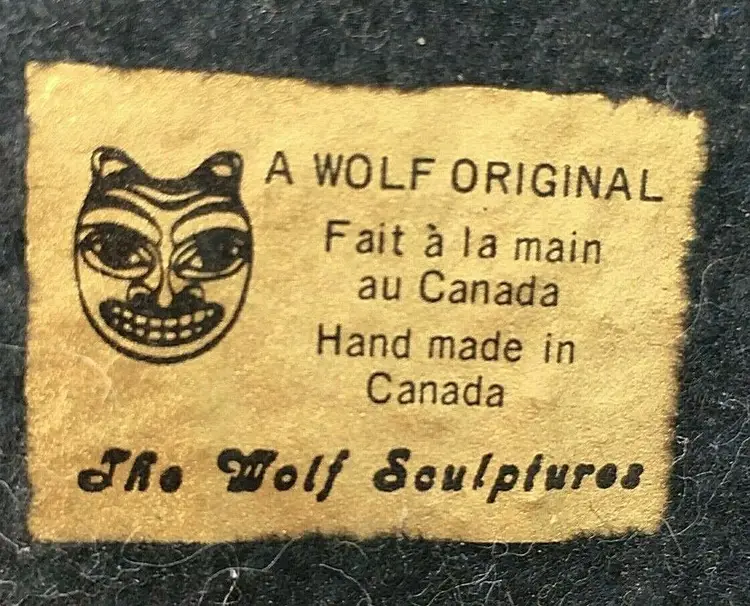 A WOLF ORIGINAL
Fait à la main
au Canada
Hand made in
Canada
The Wolf Sculptures